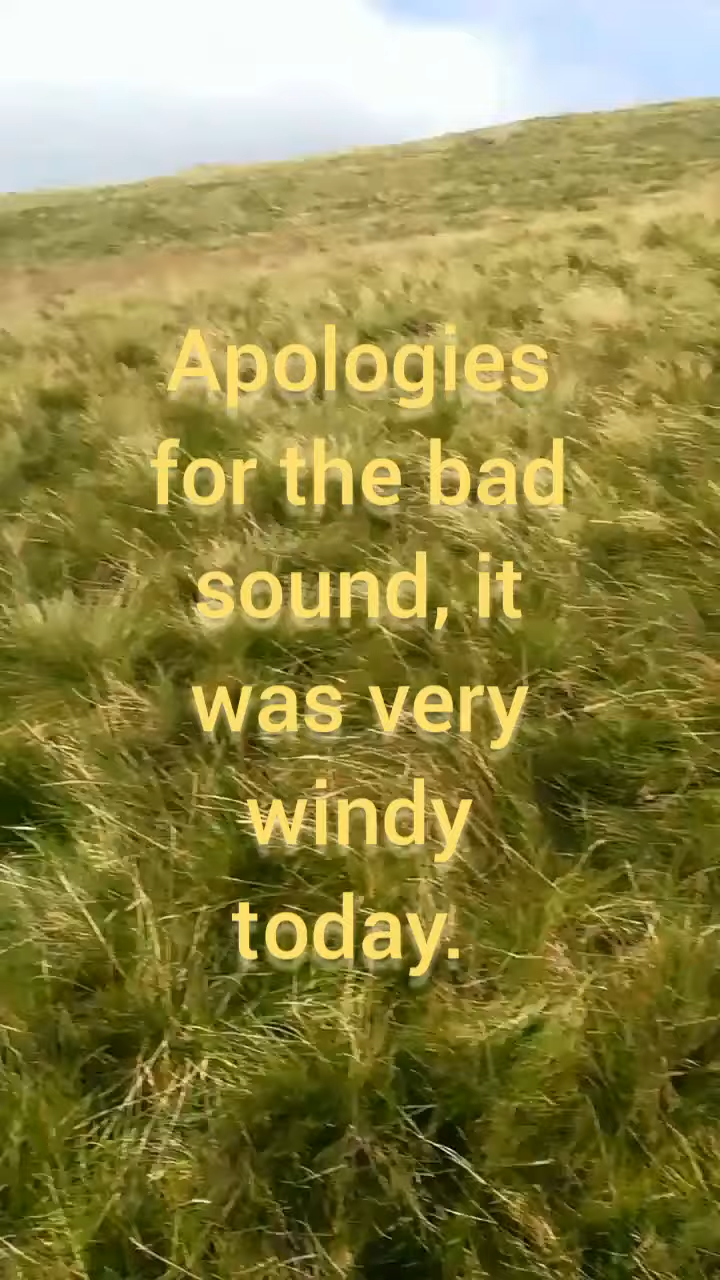 Apologies
for the bad
sound, it
was very
windy
today.